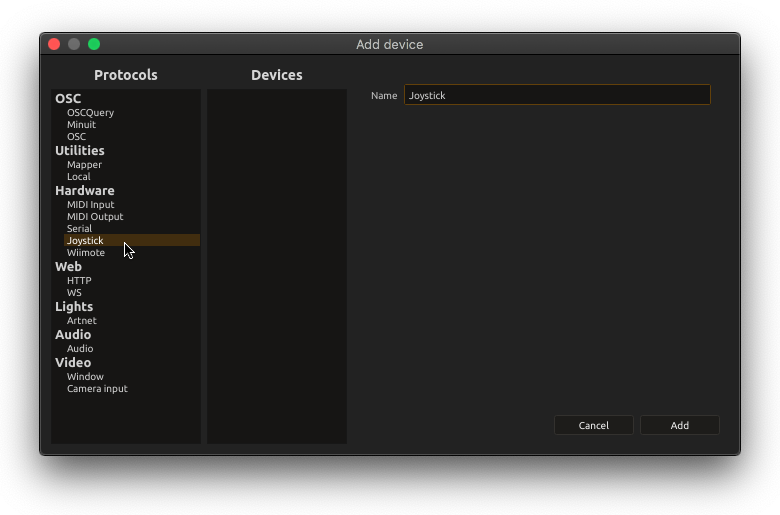 Add device
Protocols
Devices
OSC
OSCQuery
Minuit
OSC
Utilities
Mapper
Local
Hardware
MIDI Input
MIDI Output
Serial
Joystick
Wiimote
Web
HTTP
WS
Lights
Artnet
Audio
Audio
Video
Window
Camera input
Name Joystick
Cancel
Add